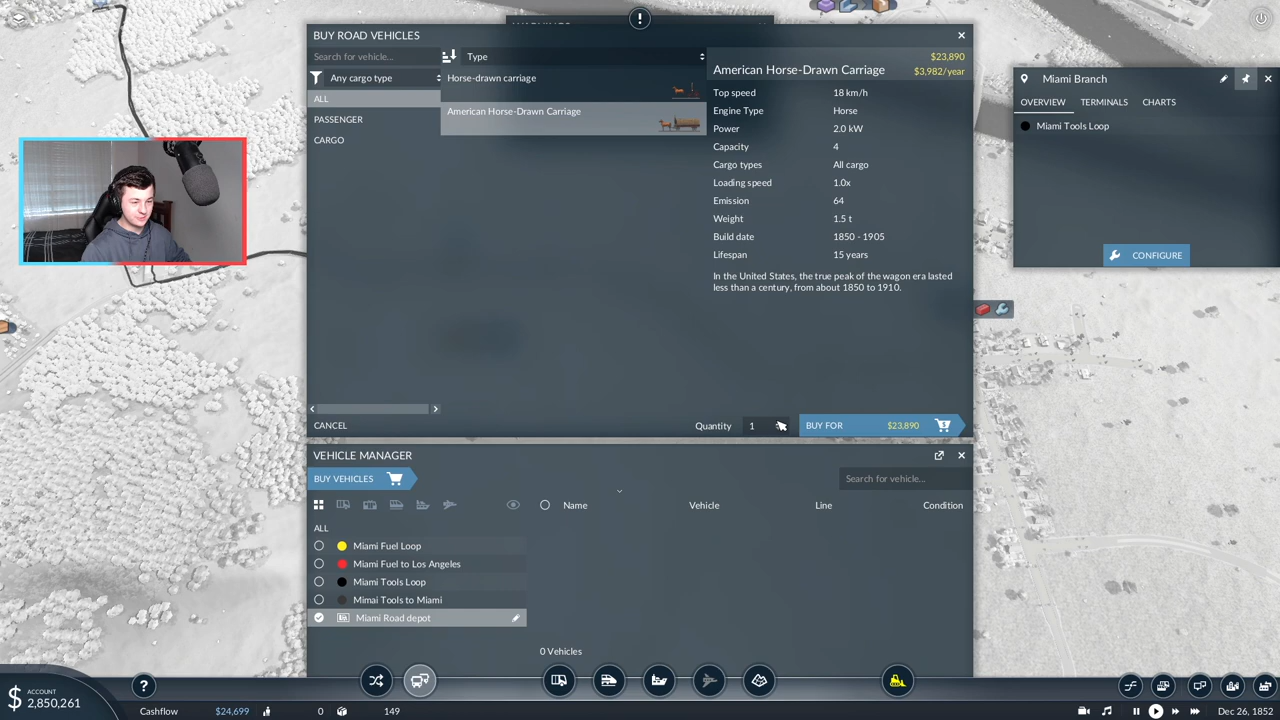 BUY ROAD VEHICLES
Search for vehicle...
Type
Any cargo type
ALL
PASSENGER
CARGO
Horse-drawn carriage
American Horse-Drawn Carriage
$23,890
American Horse-Drawn Carriage
$3,982/year
Top speed 18 km/h
Engine Type Horse
Power 2.0 kW
Capacity 4
Cargo types All cargo
Loading speed 1.0x
Emission 64
Weight 1.5 t
Build date 1850 - 1905
Lifespan 15 years
In the United States, the true peak of the wagon era lasted
less than a century, from about 1850 to 1910.
CANCEL
Quantity 1
BUY FOR $23,890
Miami Branch
OVERVIEW TERMINALS CHARTS
Miami Tools Loop
CONFIGURE
VEHICLE MANAGER
BUY VEHICLES
Search for vehicle...
Name Vehicle Line Condition
ALL
Miami Fuel Loop
Miami Fuel to Los Angeles
Miami Tools Loop
Mimai Tools to Miami
Miami Road depot
0 Vehicles
$ ACCOUNT
2,850,261
?
Cashflow $24,699 0 149
Dec 26, 1852